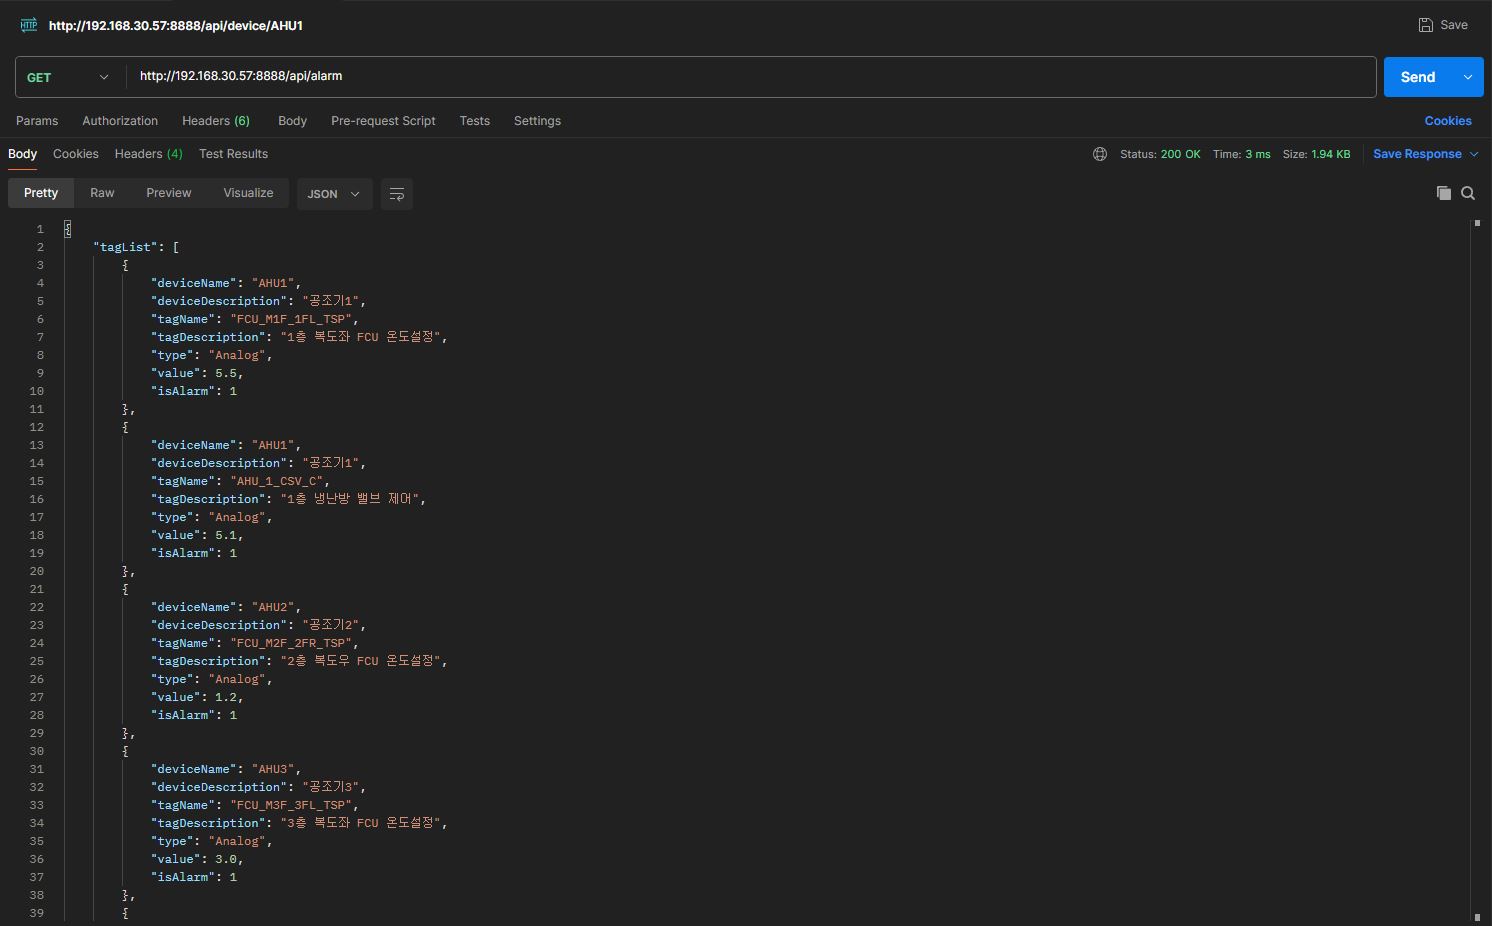 HTTP http://192.168.30.57:8888/api/device/AHU1 Save
GET http://192.168.30.57:8888/api/alarm Send
Params Authorization Headers (6) Body Pre-request Script Tests Settings Cookies
Body Cookies Headers (4) Test Results Status: 200 OK Time: 3 ms Size: 1.94 KB Save Response
Pretty Raw Preview Visualize JSON
1 {
2 "tagList": [
3 {
4 "deviceName": "AHU1",
5 "deviceDescription": "공조기1",
6 "tagName": "FCU_M1F_1FL_TSP",
7 "tagDescription": "1층 복도좌 FCU 온도설정",
8 "type": "Analog",
9 "value": 5.5,
10 "isAlarm": 1
11 },
12 {
13 "deviceName": "AHU1",
14 "deviceDescription": "공조기1",
15 "tagName": "AHU_1_CSV_C",
16 "tagDescription": "1층 냉난방 밸브 제어",
17 "type": "Analog",
18 "value": 5.1,
19 "isAlarm": 1
20 },
21 {
22 "deviceName": "AHU2",
23 "deviceDescription": "공조기2",
24 "tagName": "FCU_M2F_2FR_TSP",
25 "tagDescription": "2층 복도우 FCU 온도설정",
26 "type": "Analog",
27 "value": 1.2,
28 "isAlarm": 1
29 },
30 {
31 "deviceName": "AHU3",
32 "deviceDescription": "공조기3",
33 "tagName": "FCU_M3F_3FL_TSP",
34 "tagDescription": "3층 복도좌 FCU 온도설정",
35 "type": "Analog",
36 "value": 3.0,
37 "isAlarm": 1
38 },
39 {